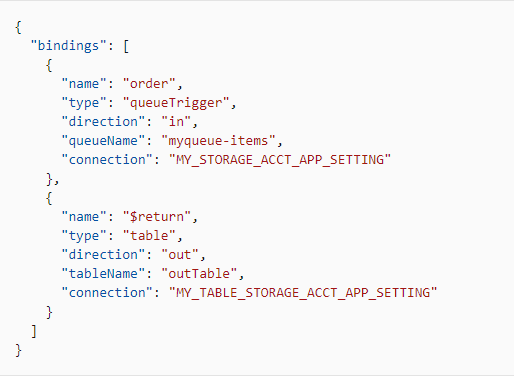 {
  "bindings": [
    {
      "name": "order",
      "type": "queueTrigger",
      "direction": "in",
      "queueName": "myqueue-items",
      "connection": "MY_STORAGE_ACCT_APP_SETTING"
    },
    {
      "name": "$return",
      "type": "table",
      "direction": "out",
      "tableName": "outTable",
      "connection": "MY_TABLE_STORAGE_ACCT_APP_SETTING"
    }
  ]
}